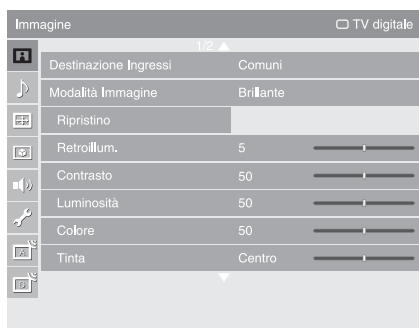 Immagine TV digitale
1/2
Destinazione Ingressi Comuni
Modalità Immagine Brillante
Ripristino
Retroillum. 5
Contrasto 50
Luminosità 50
Colore 50
Tinta Centro